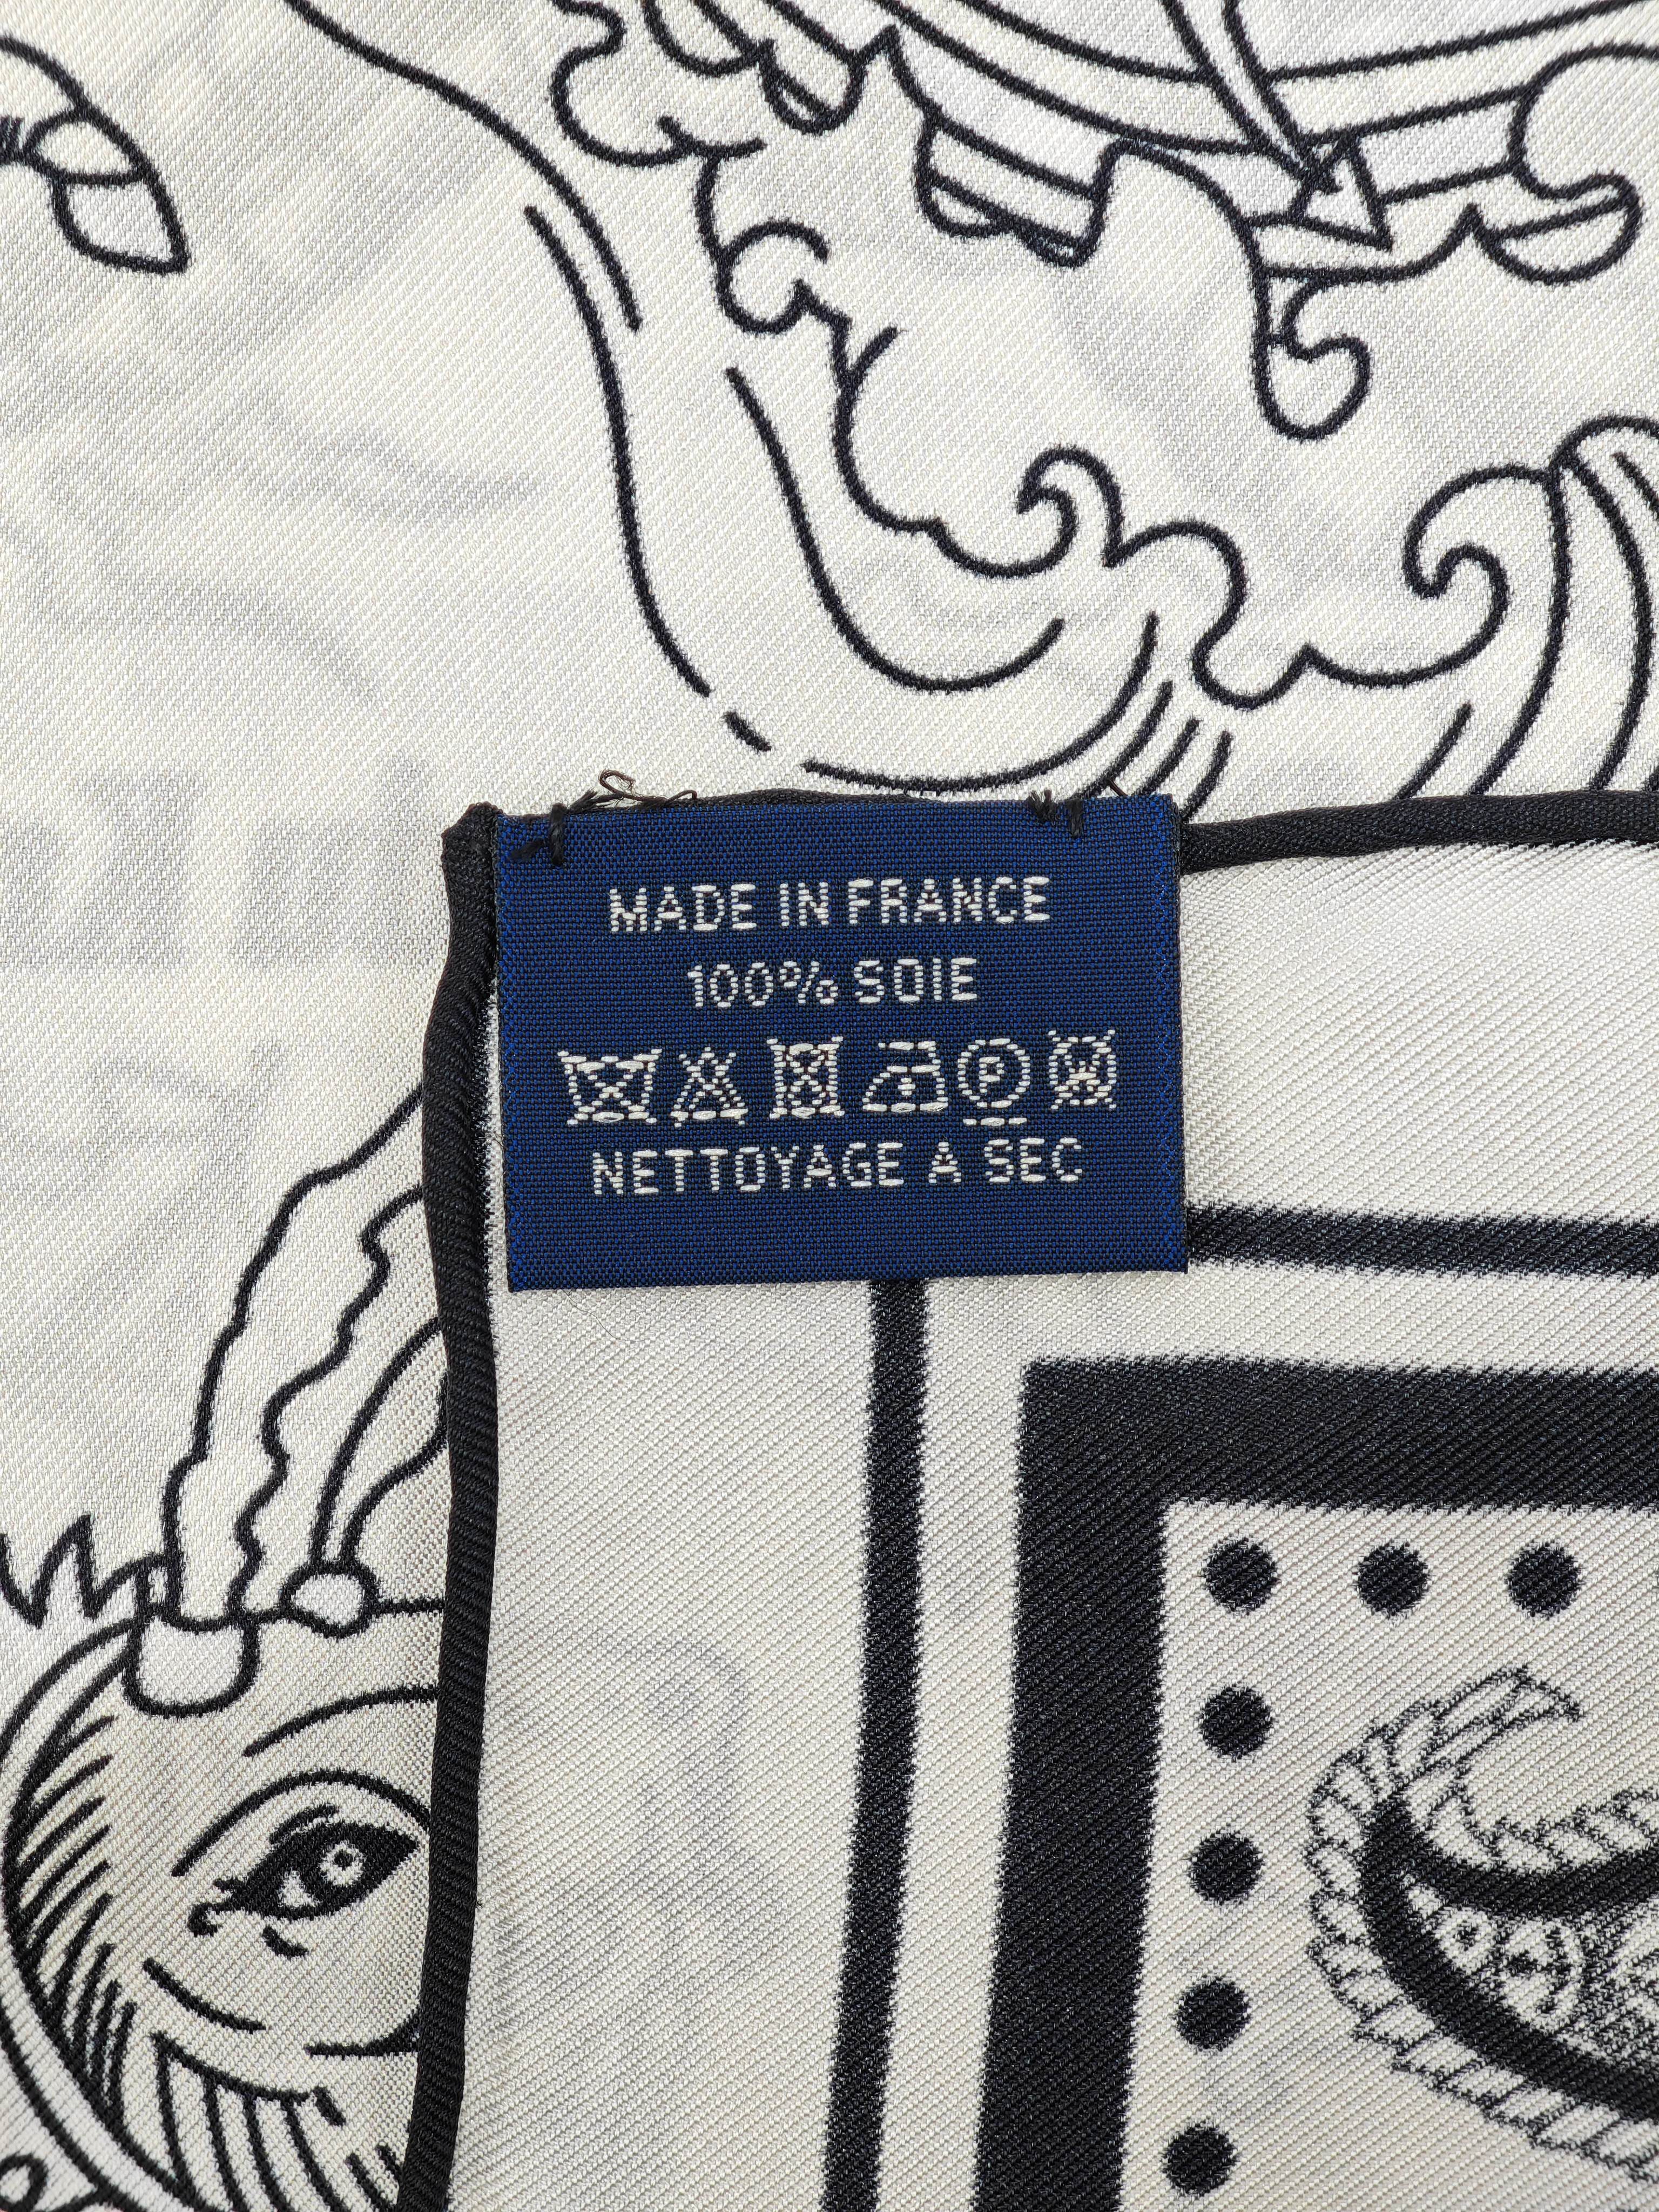 MADE IN FRANCE
100% SOIE
P
NETTOYAGE A SEC